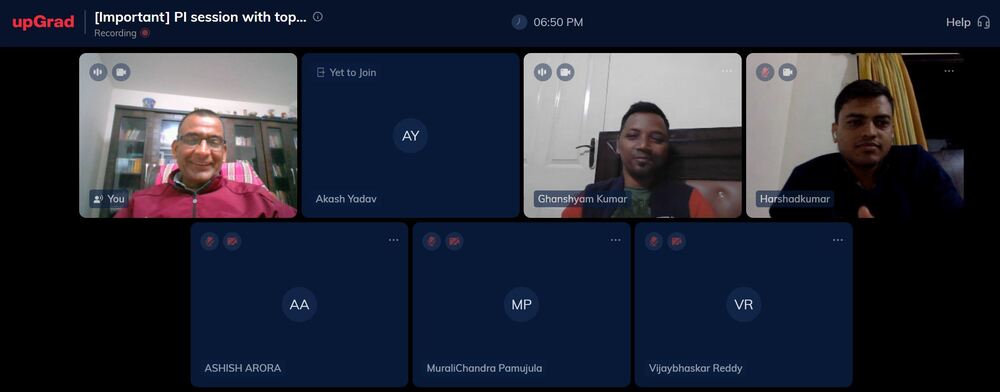 upGrad
[Important] PI session with top...
Recording
06:50 PM
Help
You
Yet to Join
AY
Akash Yadav
Ghanshyam Kumar
Harshadkumar
AA
ASHISH ARORA
MP
MuraliChandra Pamujula
VR
Vijaybhaskar Reddy